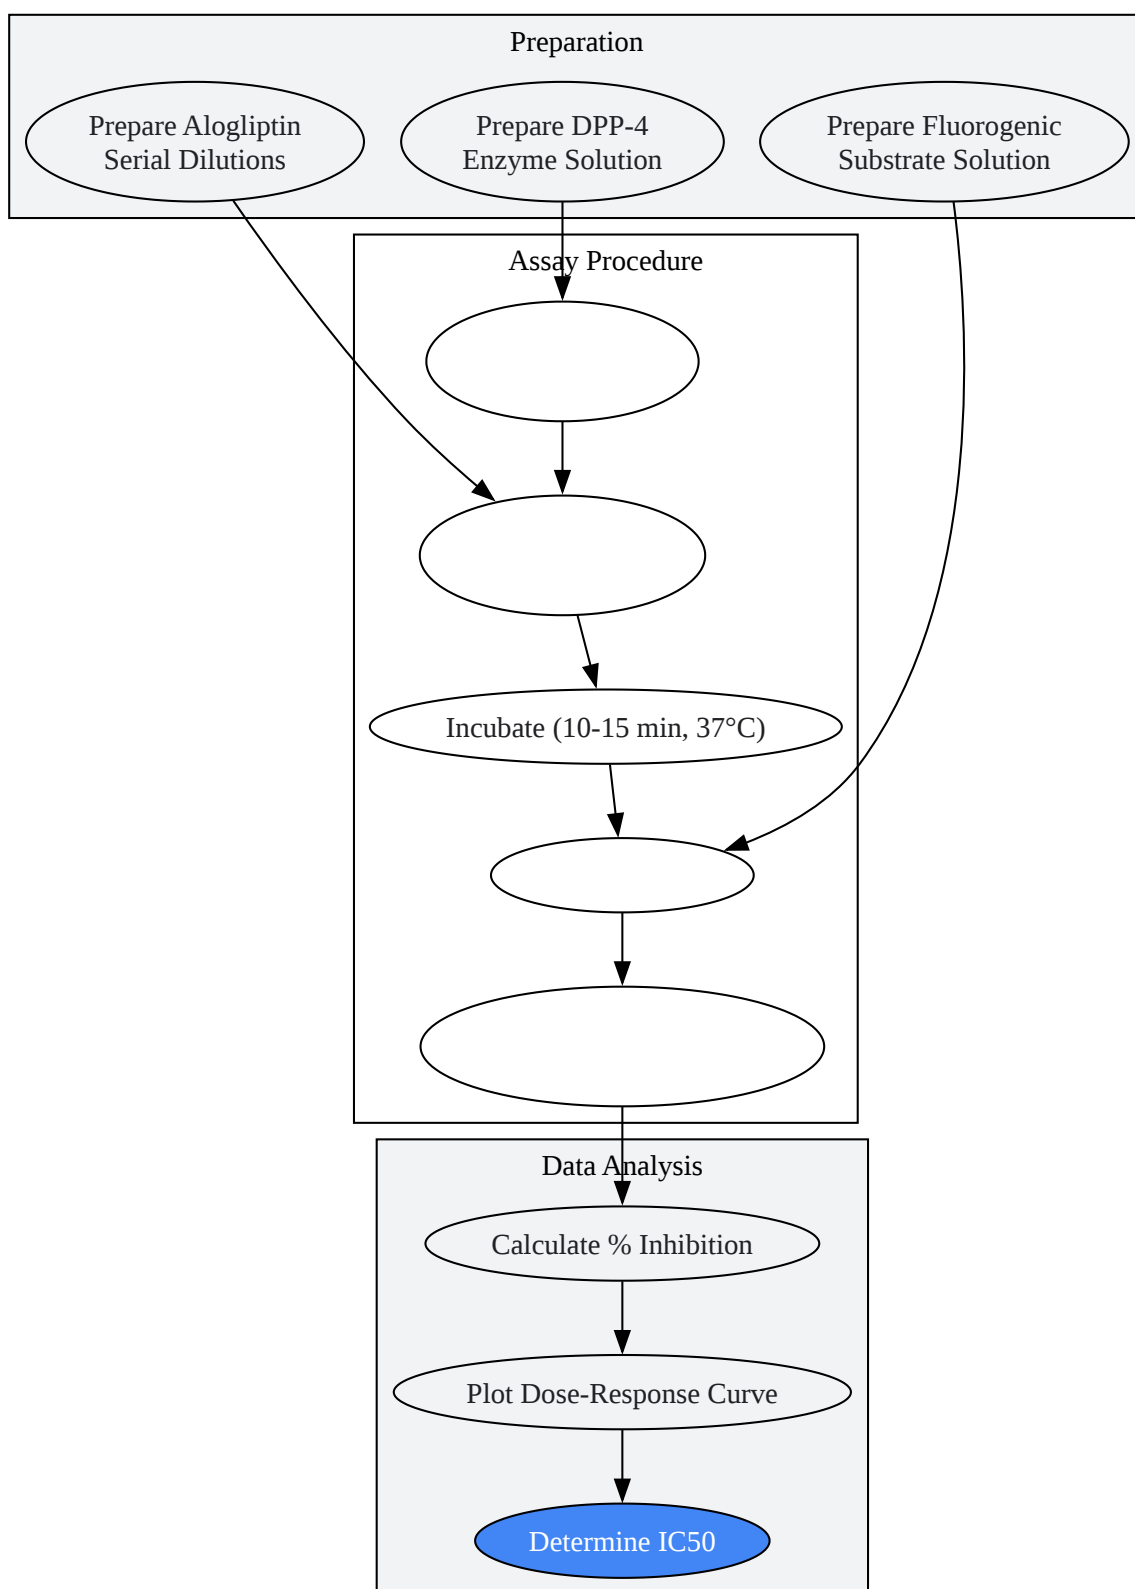 Preparation
Prepare Alogliptin
Serial Dilutions
Prepare DPP-4
Enzyme Solution
Prepare Fluorogenic
Substrate Solution
Assay Procedure
Incubate (10-15 min, 37°C)
Data Analysis
Calculate % Inhibition
Plot Dose-Response Curve
Determine IC50